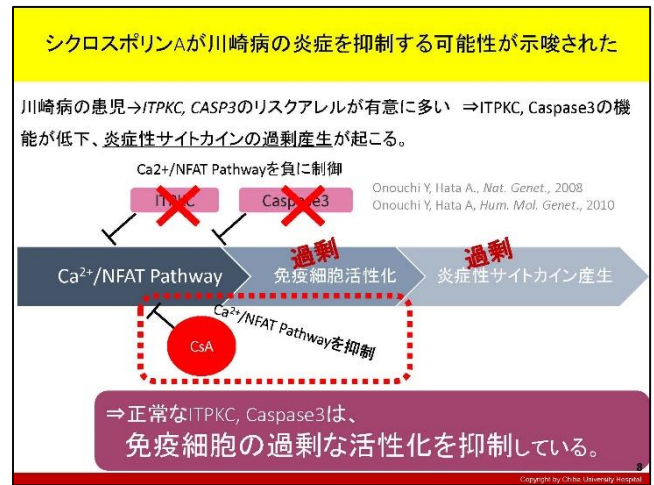 シクロスポリンAが川崎病の炎症を抑制する可能性が示唆された
川崎病の患児→ITPKC, CASP3のリスクアレルが有意に多い ⇒ITPKC, Caspase3の機
能が低下、炎症性サイトカインの過剰産生が起こる。
Ca2+/NFAT Pathwayを負に制御
ITPKC
Caspase3
Onouchi Y, Hata A., Nat. Genet., 2008
Onouchi Y, Hata A, Hum. Mol. Genet., 2010
過剰
過剰
Ca²⁺/NFAT Pathway
免疫細胞活性化
炎症性サイトカイン産生
Ca²⁺/NFAT Pathwayを抑制
CsA
⇒正常なITPKC, Caspase3は、
免疫細胞の過剰な活性化を抑制している。
8
Copyright by Chiba University Hospital